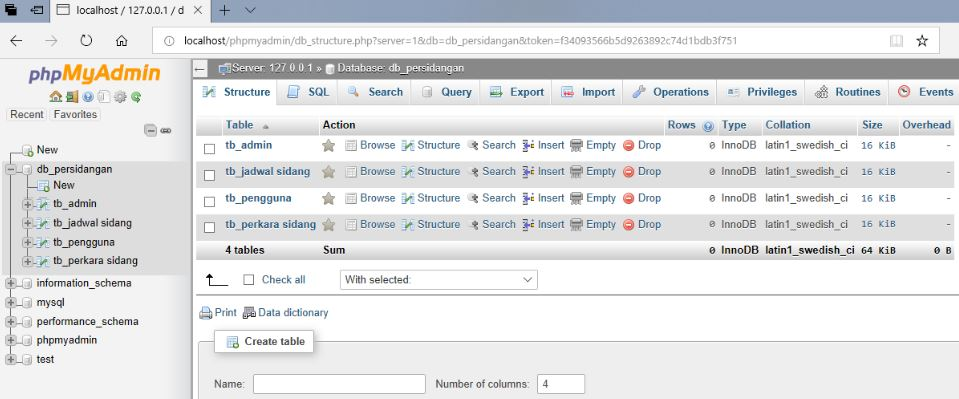 localhost / 127.0.0.1 / d
localhost/phpmyadmin/db_structure.php?server=1&db=db_persidangan&token=f34093566b5d9263892c74d1bdb3f751
phpMyAdmin
Recent Favorites
New
db_persidangan
New
tb_admin
tb_jadwal sidang
tb_pengguna
tb_perkara sidang
information_schema
mysql
performance_schema
phpmyadmin
test
Server: 127.0.0.1 » Database: db_persidangan
Structure SQL Search Query Export Import Operations Privileges Routines Events
Table Action Rows Type Collation Size Overhead
tb_admin Browse Structure Search Insert Empty Drop 0 InnoDB latin1_swedish_ci 16 KiB -
tb_jadwal sidang Browse Structure Search Insert Empty Drop 0 InnoDB latin1_swedish_ci 16 KiB -
tb_pengguna Browse Structure Search Insert Empty Drop 0 InnoDB latin1_swedish_ci 16 KiB -
tb_perkara sidang Browse Structure Search Insert Empty Drop 0 InnoDB latin1_swedish_ci 16 KiB -
4 tables Sum 0 InnoDB latin1_swedish_ci 64 KiB 0 B
Check all With selected:
Print Data dictionary
Create table
Name: Number of columns: 4